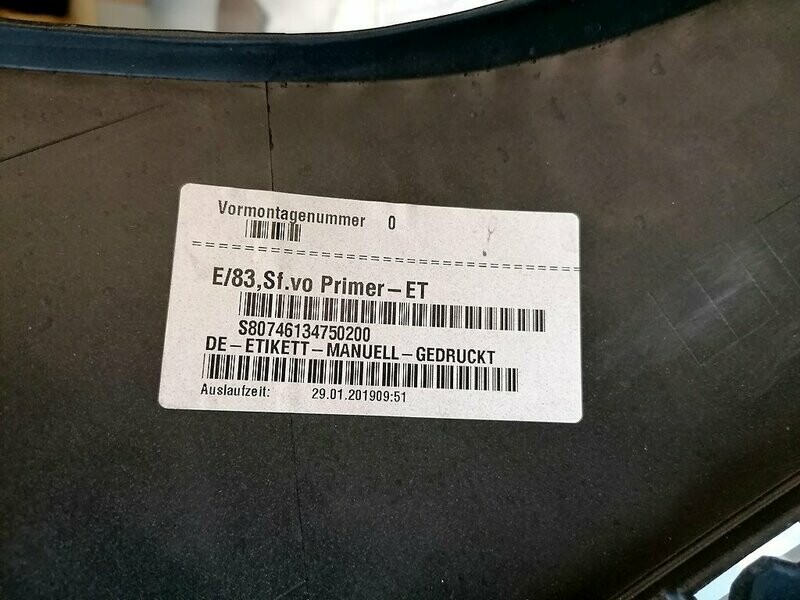 Vormontagenummer 0
E/83,Sf.vo Primer-ET
S80746134750200
DE-ETIKETT-MANUELL-GEDRUCKT
Auslaufzeit: 29.01.201909:51